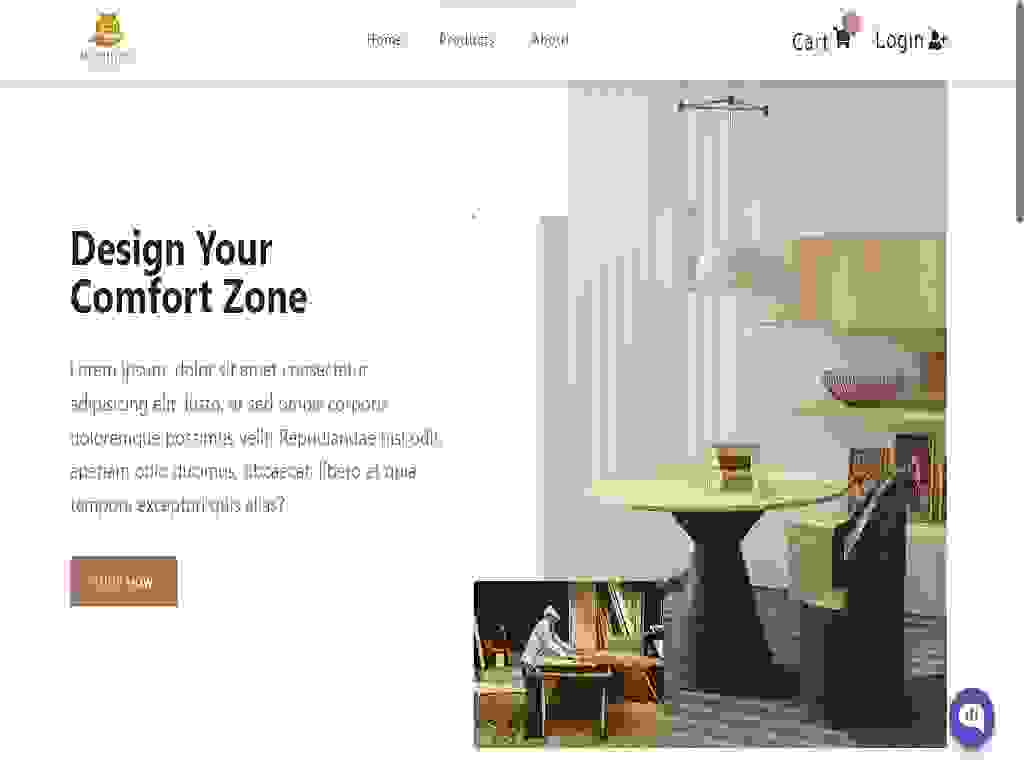 Home
Products
About
Cart
Login
Design Your
Comfort Zone
Lorem ipsum, dolor sit amet consectetur
adipisicing elit. Iusto, at sed omnis corporis
doloremque possimus velit! Repudiandae nisi odit,
aperiam odio ducimus, obcaecati libero et quia
tempora excepturi quis alias?
SHOP NOW